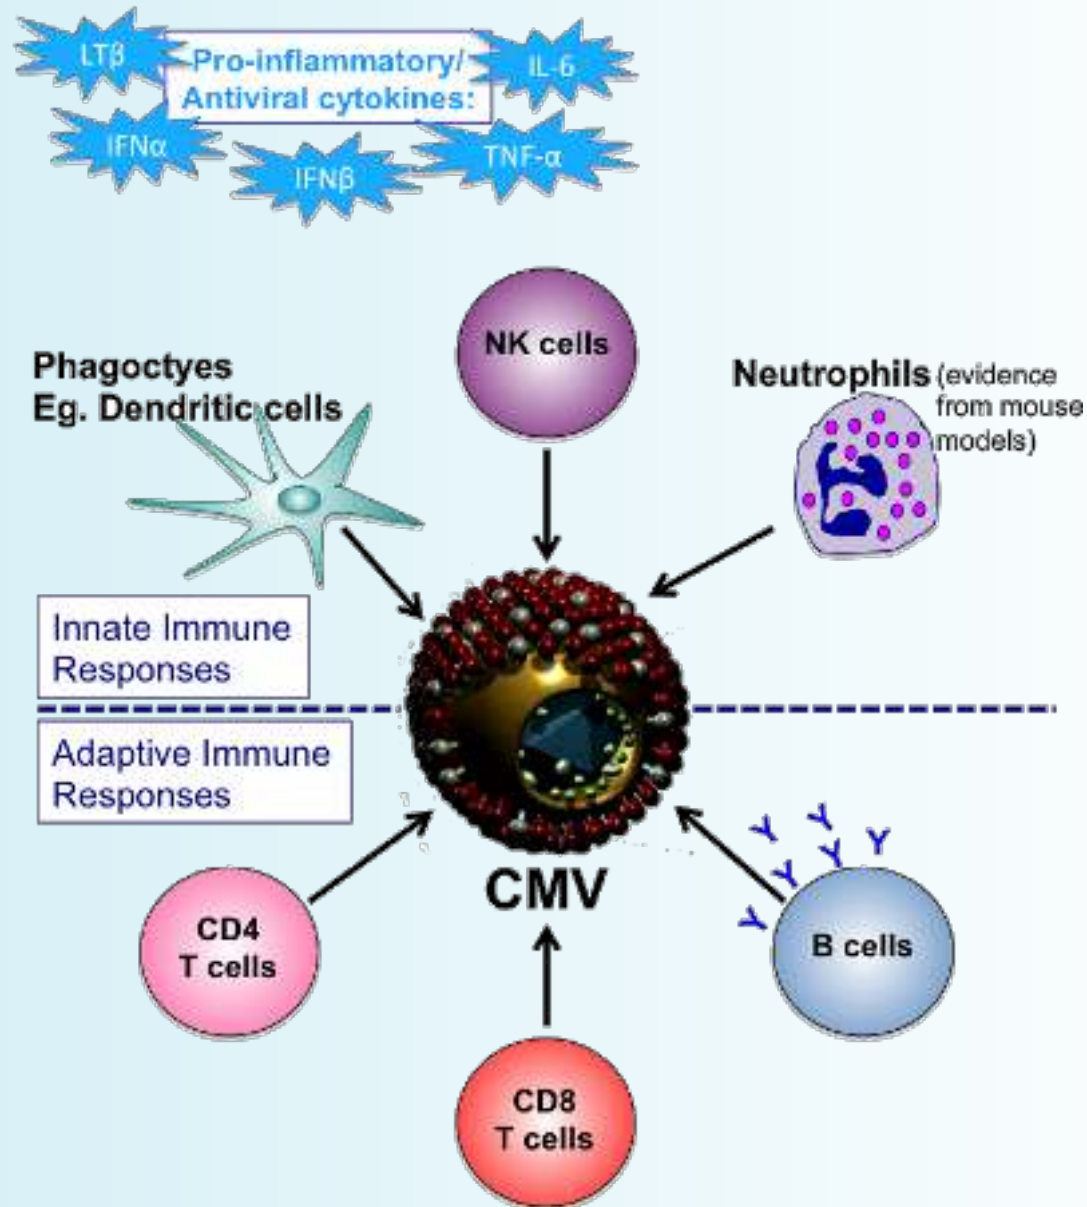 LTβ
Pro-inflammatory/
Antiviral cytokines:
IL-6
IFNα
IFNβ
TNF-α
NK cells
Phagoctyes
Eg. Dendritic cells
Neutrophils (evidence
from mouse
models)
Innate Immune
Responses
Adaptive Immune
Responses
CMV
CD4
T cells
B cells
CD8
T cells